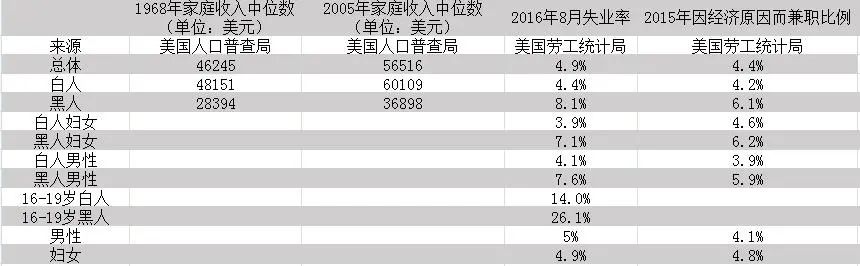 1968年家庭收入中位数（单位：美元） 2005年家庭收入中位数（单位：美元） 2016年8月失业率 2015年因经济原因而兼职比例
来源 美国人口普查局 美国人口普查局 美国劳工统计局 美国劳工统计局
总体 46245 56516 4.9% 4.4%
白人 48151 60109 4.4% 4.2%
黑人 28394 36898 8.1% 6.1%
白人妇女 3.9% 4.6%
黑人妇女 7.1% 6.2%
白人男性 4.1% 3.9%
黑人男性 7.6% 5.9%
16-19岁白人 14.0%
16-19岁黑人 26.1%
男性 5% 4.1%
妇女 4.9% 4.8%